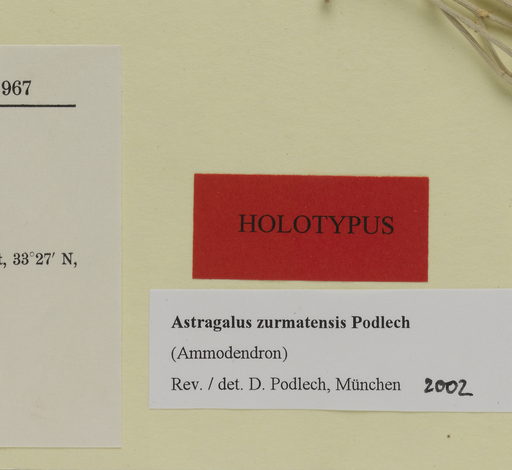 967
33°27′ N,
HOLOTYPUS
Astragalus zurmatensis Podlech
(Ammodendron)
Rev. / det. D. Podlech, München 2002